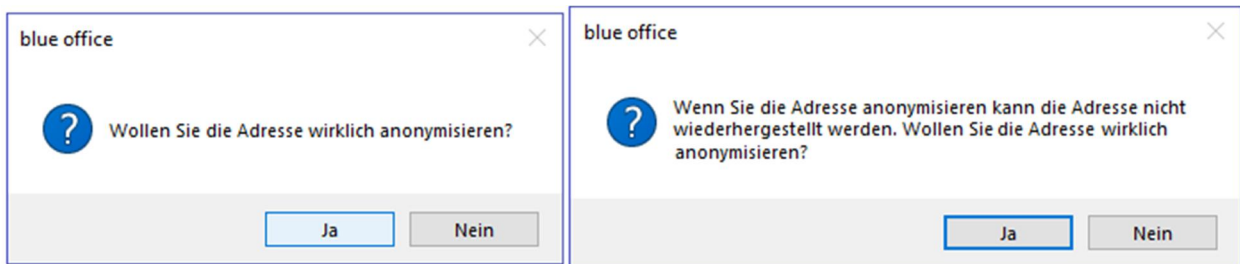 blue office
Wollen Sie die Adresse wirklich anonymisieren?
Ja
Nein
blue office
Wenn Sie die Adresse anonymisieren kann die Adresse nicht
wiederhergestellt werden. Wollen Sie die Adresse wirklich
anonymisieren?
Ja
Nein